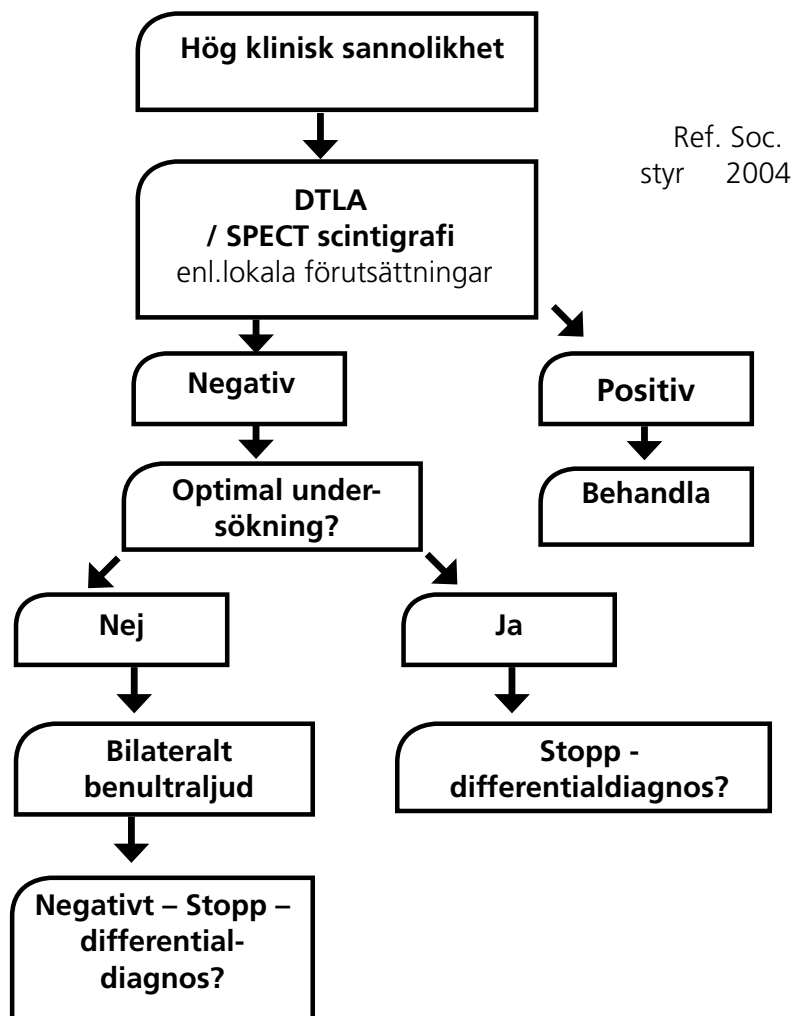 Hög klinisk sannolikhet
Ref. Soc.
styr 2004
DTLA
/ SPECT scintigrafi
enl.lokala förutsättningar
Negativ
Positiv
Optimal under-
sökning?
Behandla
Nej
Ja
Bilateralt
benultraljud
Stopp -
differentialdiagnos?
Negativt – Stopp –
differential-
diagnos?